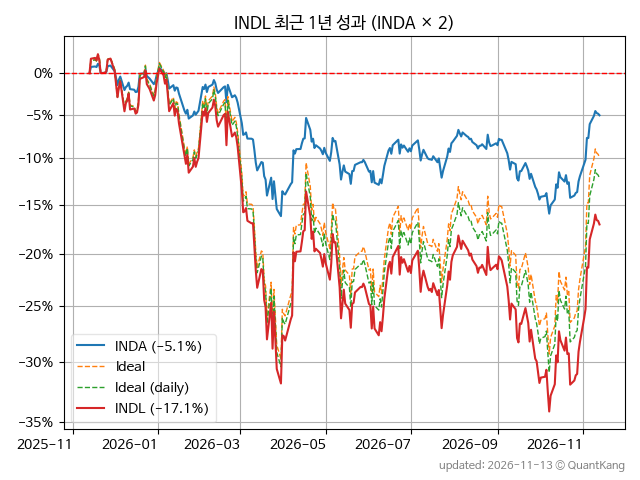 INDL 최근 1년 성과 (INDA × 2)
0%
−5%
−10%
−15%
−20%
−25%
−30%
−35%
INDA (−5.1%)
Ideal
Ideal (daily)
INDL (−17.1%)
2025−11 2026−01 2026−03 2026−05 2026−07 2026−09 2026−11
updated: 2026-11-13 © QuantKang